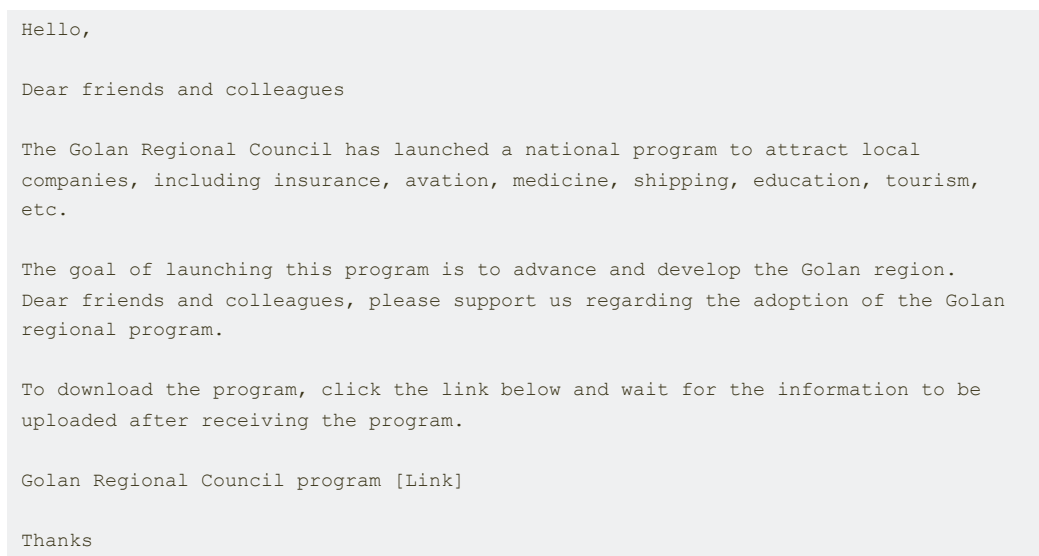 Hello,
Dear friends and colleagues
The Golan Regional Council has launched a national program to attract local
companies, including insurance, avation, medicine, shipping, education, tourism,
etc.
The goal of launching this program is to advance and develop the Golan region.
Dear friends and colleagues, please support us regarding the adoption of the Golan
regional program.
To download the program, click the link below and wait for the information to be
uploaded after receiving the program.
Golan Regional Council program [Link]
Thanks